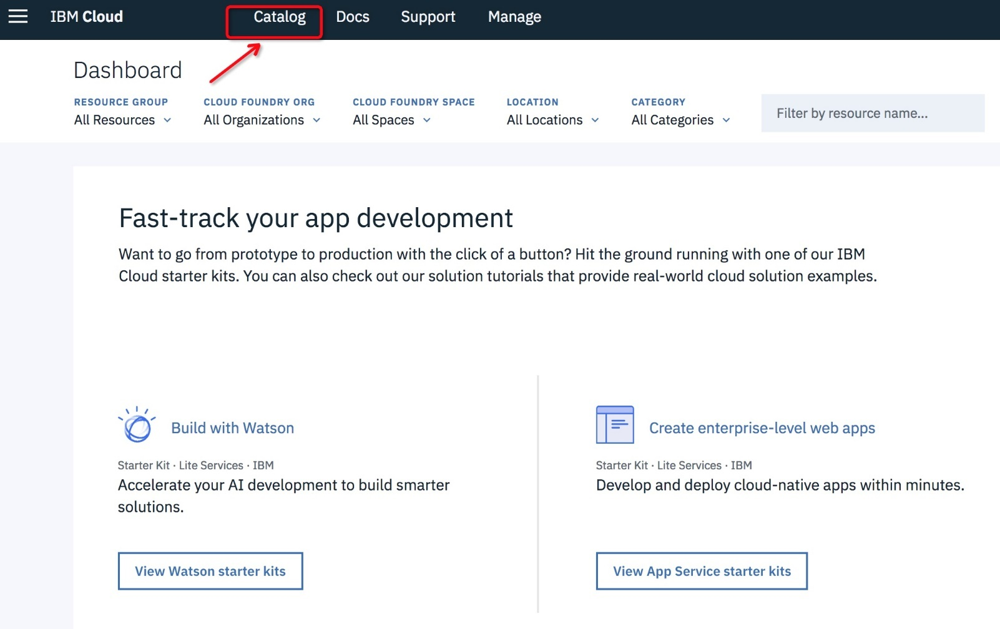 IBM Cloud Catalog Docs Support Manage
Dashboard
RESOURCE GROUP CLOUD FOUNDRY ORG CLOUD FOUNDRY SPACE LOCATION CATEGORY
All Resources All Organizations All Spaces All Locations All Categories Filter by resource name...
Fast-track your app development
Want to go from prototype to production with the click of a button? Hit the ground running with one of our IBM
Cloud starter kits. You can also check out our solution tutorials that provide real-world cloud solution examples.
Build with Watson
Starter Kit · Lite Services · IBM
Accelerate your AI development to build smarter
solutions.
View Watson starter kits
Create enterprise-level web apps
Starter Kit · Lite Services · IBM
Develop and deploy cloud-native apps within minutes.
View App Service starter kits